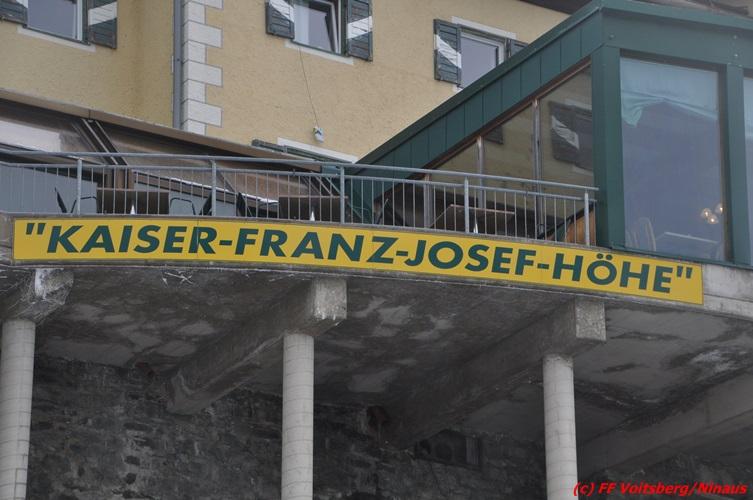 "KAISER-FRANZ-JOSEF-HÖHE"
(c) FF Voitsberg/Ninaus